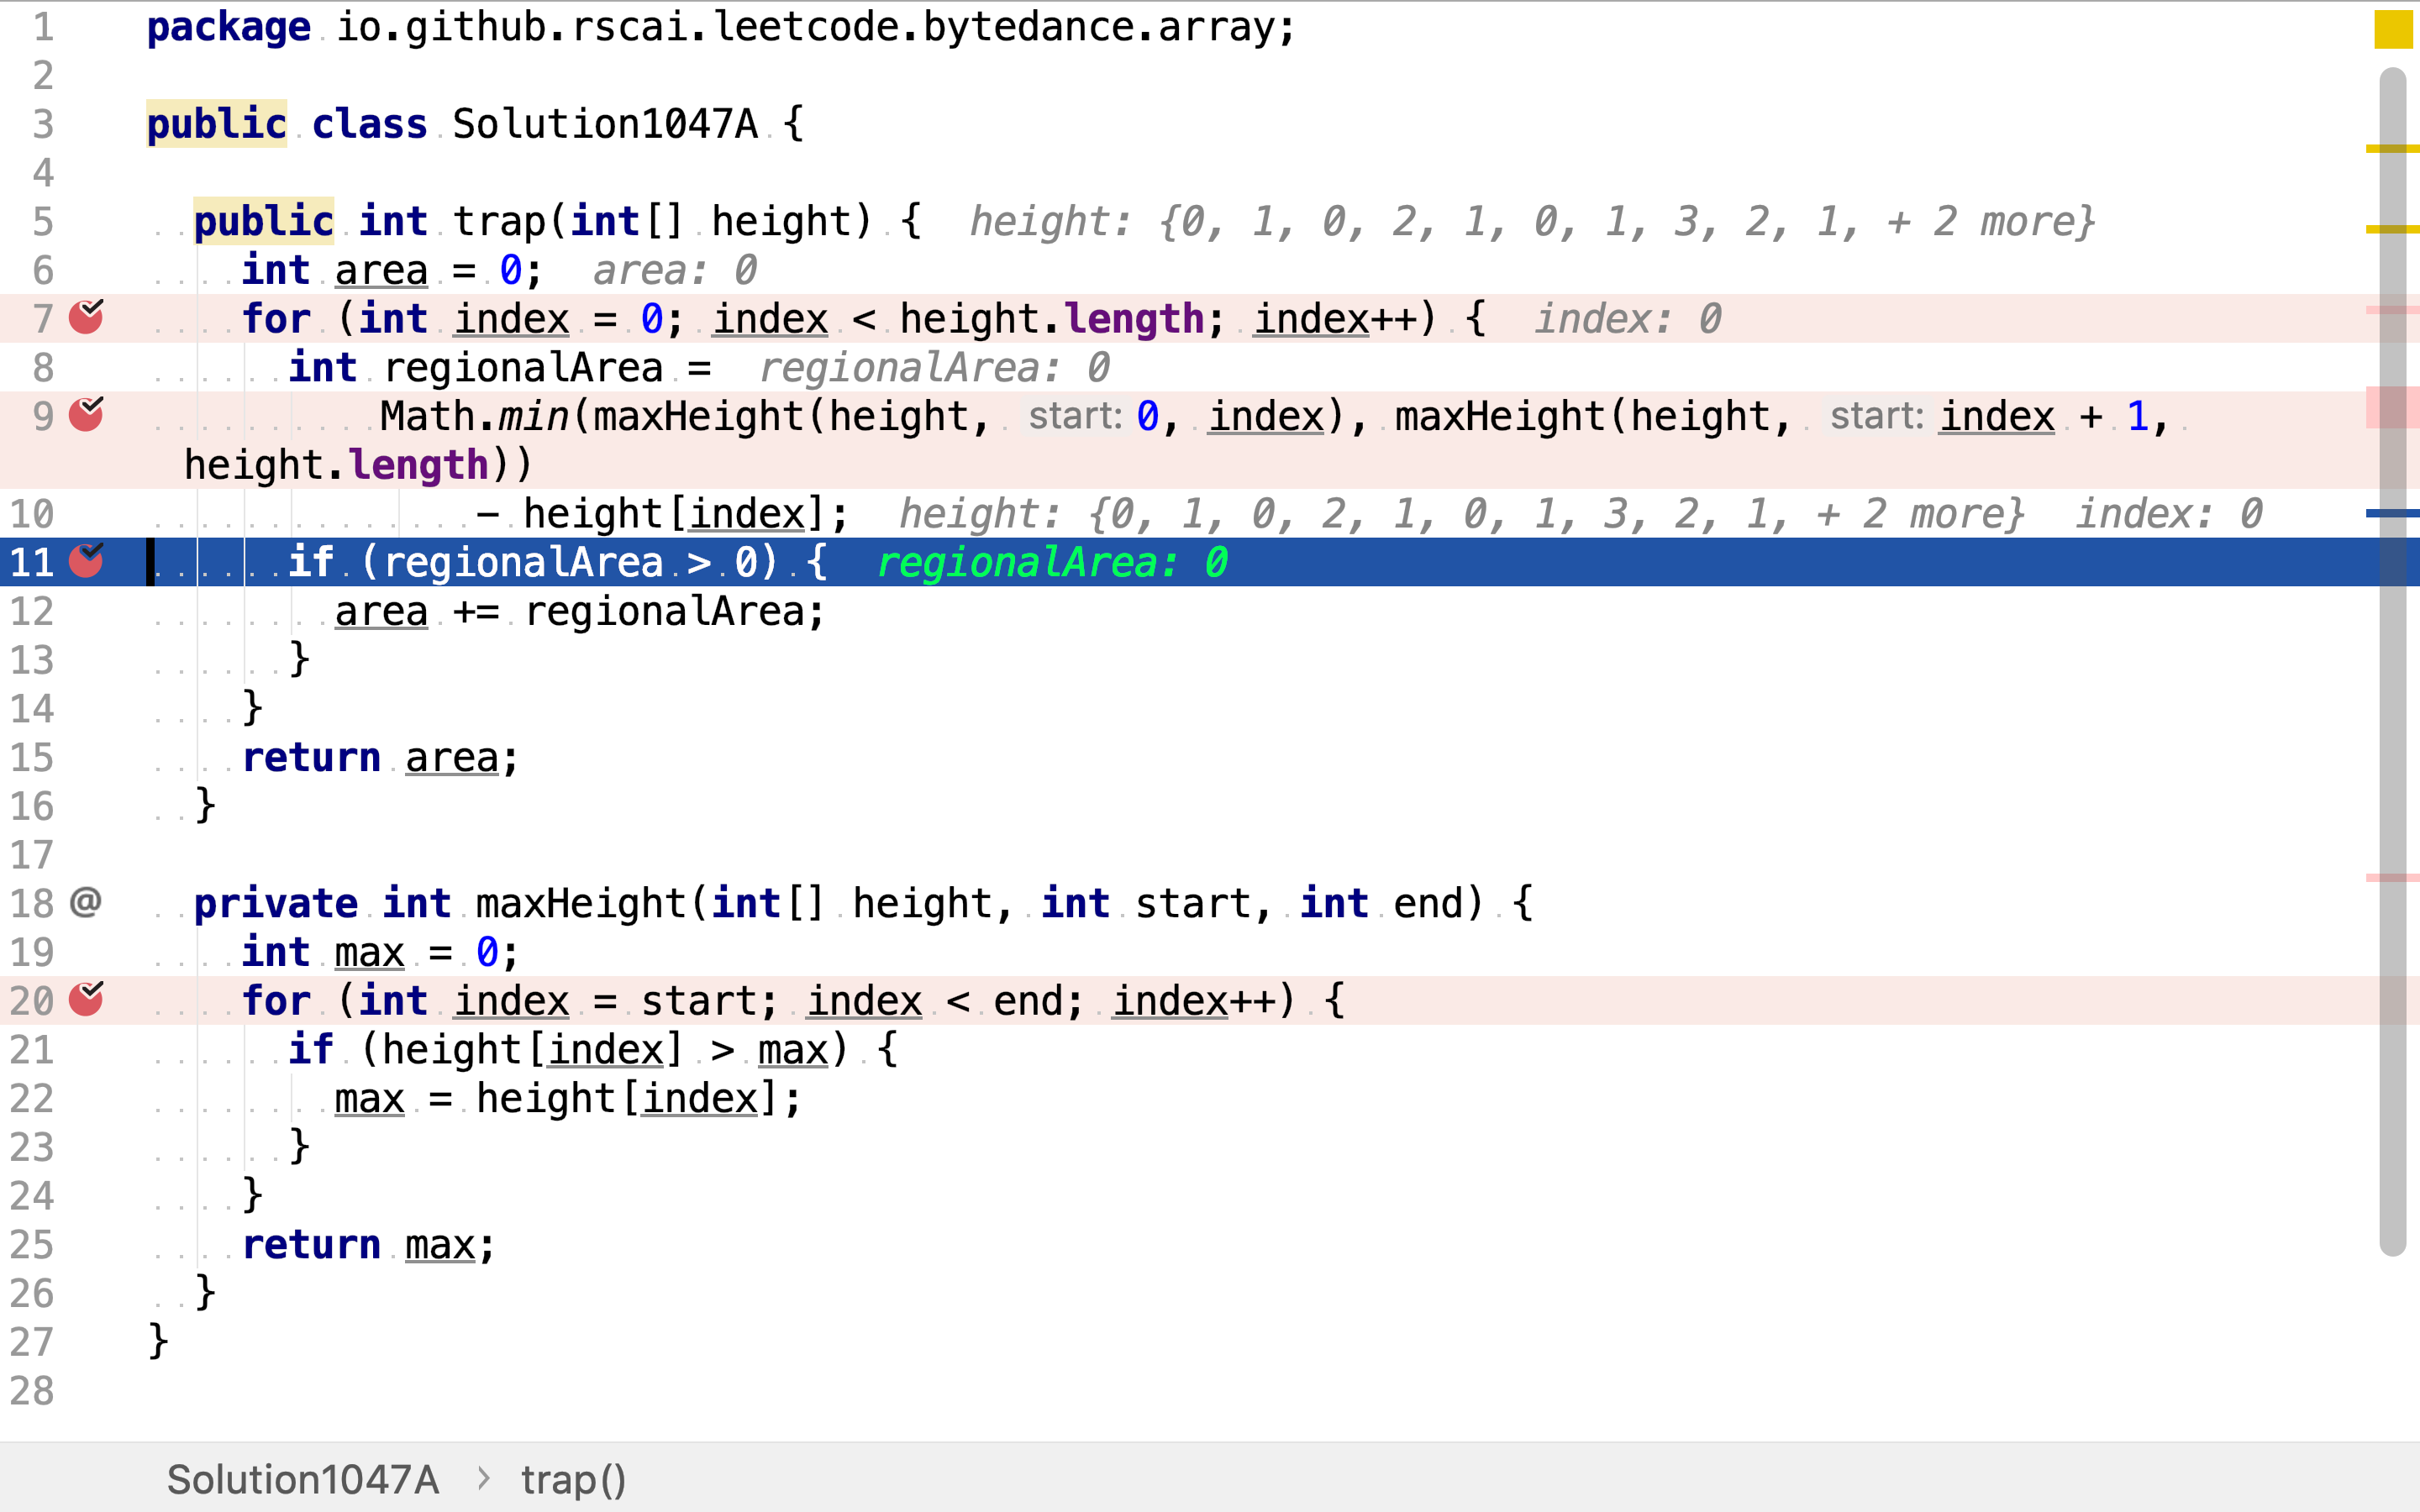 1 package io.github.rscai.leetcode.bytedance.array;
2
3 public class Solution1047A {
4
5 public int trap(int[] height) { height: {0, 1, 0, 2, 1, 0, 1, 3, 2, 1, + 2 more}
6 int area = 0; area: 0
7 for (int index = 0; index < height.length; index++) { index: 0
8 int regionalArea = regionalArea: 0
9 Math.min(maxHeight(height, start: 0, index), maxHeight(height, start: index + 1,
height.length))
10 - height[index]; height: {0, 1, 0, 2, 1, 0, 1, 3, 2, 1, + 2 more} index: 0
11 if (regionalArea > 0) { regionalArea: 0
12 area += regionalArea;
13 }
14 }
15 return area;
16 }
17
18 @ private int maxHeight(int[] height, int start, int end) {
19 int max = 0;
20 for (int index = start; index < end; index++) {
21 if (height[index] > max) {
22 max = height[index];
23 }
24 }
25 return max;
26 }
27 }
28
Solution1047A › trap()